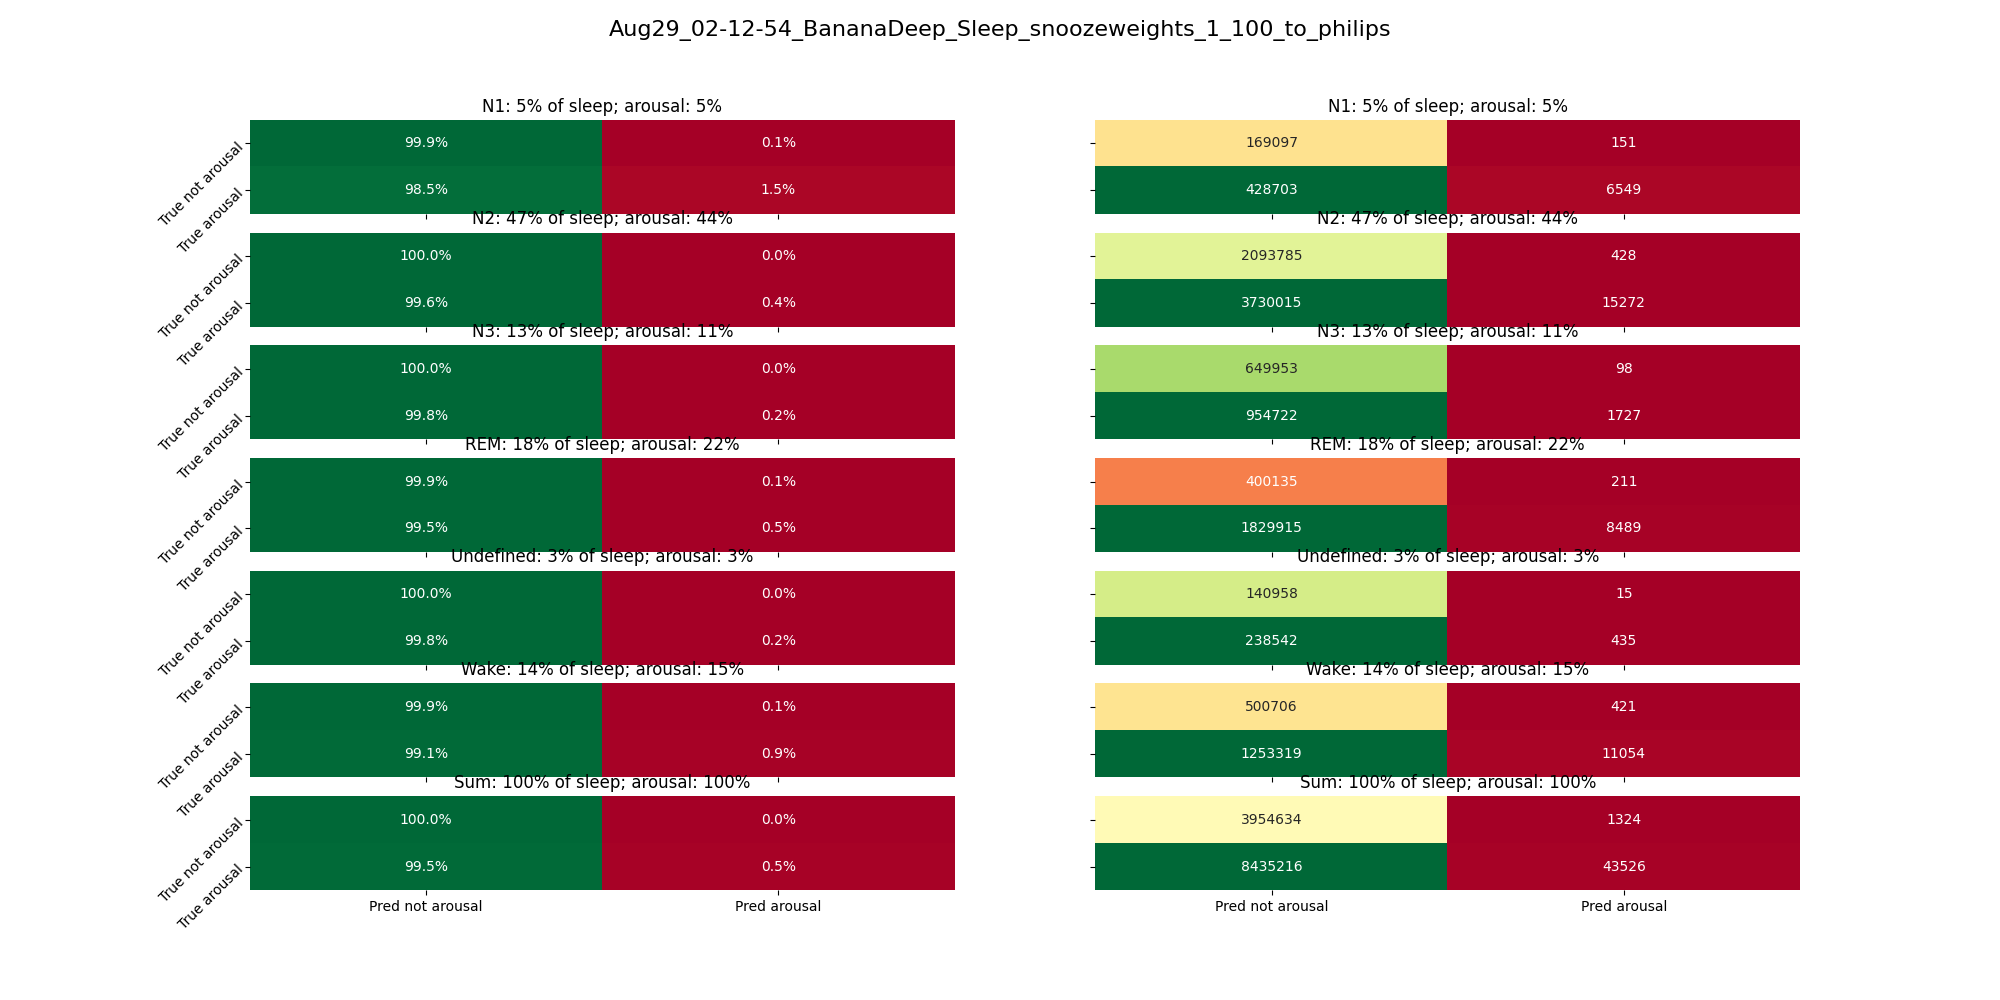 Aug29_02-12-54_BananaDeep_Sleep_snoozeweights_1_100_to_philips
N1: 5% of sleep; arousal: 5%
N1: 5% of sleep; arousal: 5%
True not arousal 99.9% 0.1% 169097 151
True arousal 98.5% 1.5% 428703 6549
N2: 47% of sleep; arousal: 44%
N2: 47% of sleep; arousal: 44%
True not arousal 100.0% 0.0% 2093785 428
True arousal 99.6% 0.4% 3730015 15272
N3: 13% of sleep; arousal: 11%
N3: 13% of sleep; arousal: 11%
True not arousal 100.0% 0.0% 649953 98
True arousal 99.8% 0.2% 954722 1727
REM: 18% of sleep; arousal: 22%
REM: 18% of sleep; arousal: 22%
True not arousal 99.9% 0.1% 400135 211
True arousal 99.5% 0.5% 1829915 8489
Undefined: 3% of sleep; arousal: 3%
Undefined: 3% of sleep; arousal: 3%
True not arousal 100.0% 0.0% 140958 15
True arousal 99.8% 0.2% 238542 435
Wake: 14% of sleep; arousal: 15%
Wake: 14% of sleep; arousal: 15%
True not arousal 99.9% 0.1% 500706 421
True arousal 99.1% 0.9% 1253319 11054
Sum: 100% of sleep; arousal: 100%
Sum: 100% of sleep; arousal: 100%
True not arousal 100.0% 0.0% 3954634 1324
True arousal 99.5% 0.5% 8435216 43526
Pred not arousal Pred arousal Pred not arousal Pred arousal